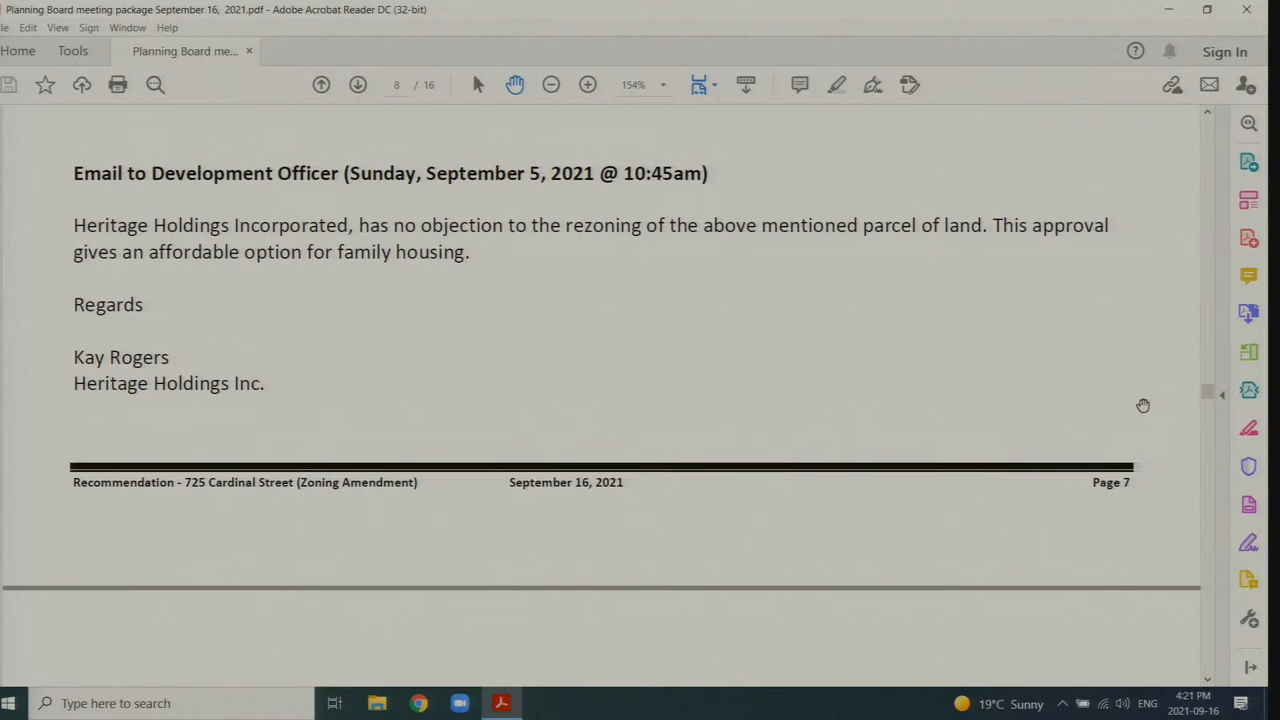 Planning Board meeting package September 16, 2021.pdf - Adobe Acrobat Reader DC (32-bit)
Edit View Sign Window Help
Home Tools Planning Board me... × Sign In
8 / 16 154%
Email to Development Officer (Sunday, September 5, 2021 @ 10:45am)
Heritage Holdings Incorporated, has no objection to the rezoning of the above mentioned parcel of land. This approval
gives an affordable option for family housing.
Regards
Kay Rogers
Heritage Holdings Inc.
Recommendation - 725 Cardinal Street (Zoning Amendment) September 16, 2021 Page 7
Type here to search
19°C Sunny ENG 4:21 PM
2021-09-16